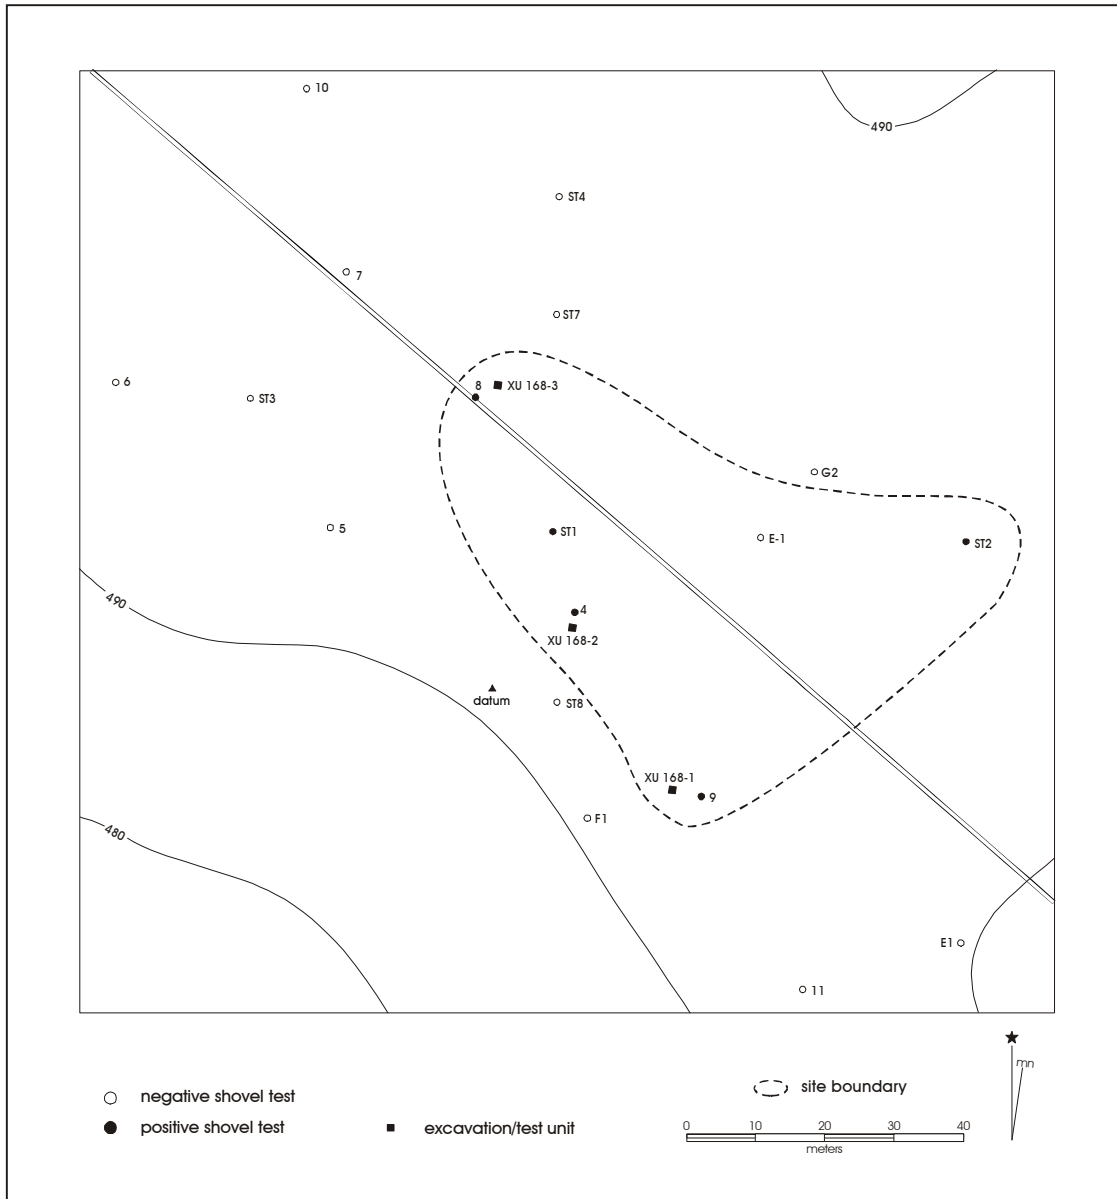 10
490
ST4
7
ST7
6
ST3
8
XU 168-3
G2
5
ST1
E-1
ST2
490
4
XU 168-2
datum
ST8
XU 168-1
9
F1
480
E1
11
mn
negative shovel test
site boundary
positive shovel test
excavation/test unit
0 10 20 30 40
meters